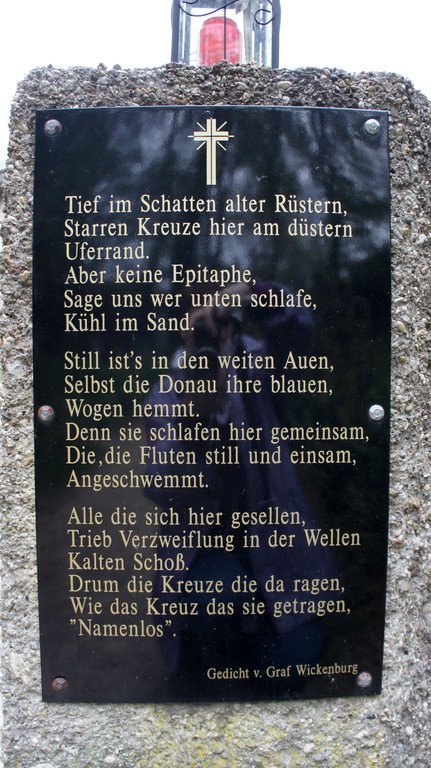 Tief im Schatten alter Rüstern,
Starren Kreuze hier am düstern
Uferrand.
Aber keine Epitaphe,
Sage uns wer unten schlafe,
Kühl im Sand.
Still ist's in den weiten Auen,
Selbst die Donau ihre blauen,
Wogen hemmt.
Denn sie schlafen hier gemeinsam,
Die,die Fluten still und einsam,
Angeschwemmt.
Alle die sich hier gesellen,
Trieb Verzweiflung in der Wellen
Kalten Schoß.
Drum die Kreuze die da ragen,
Wie das Kreuz das sie getragen,
"Namenlos".
Gedicht v. Graf Wickenburg